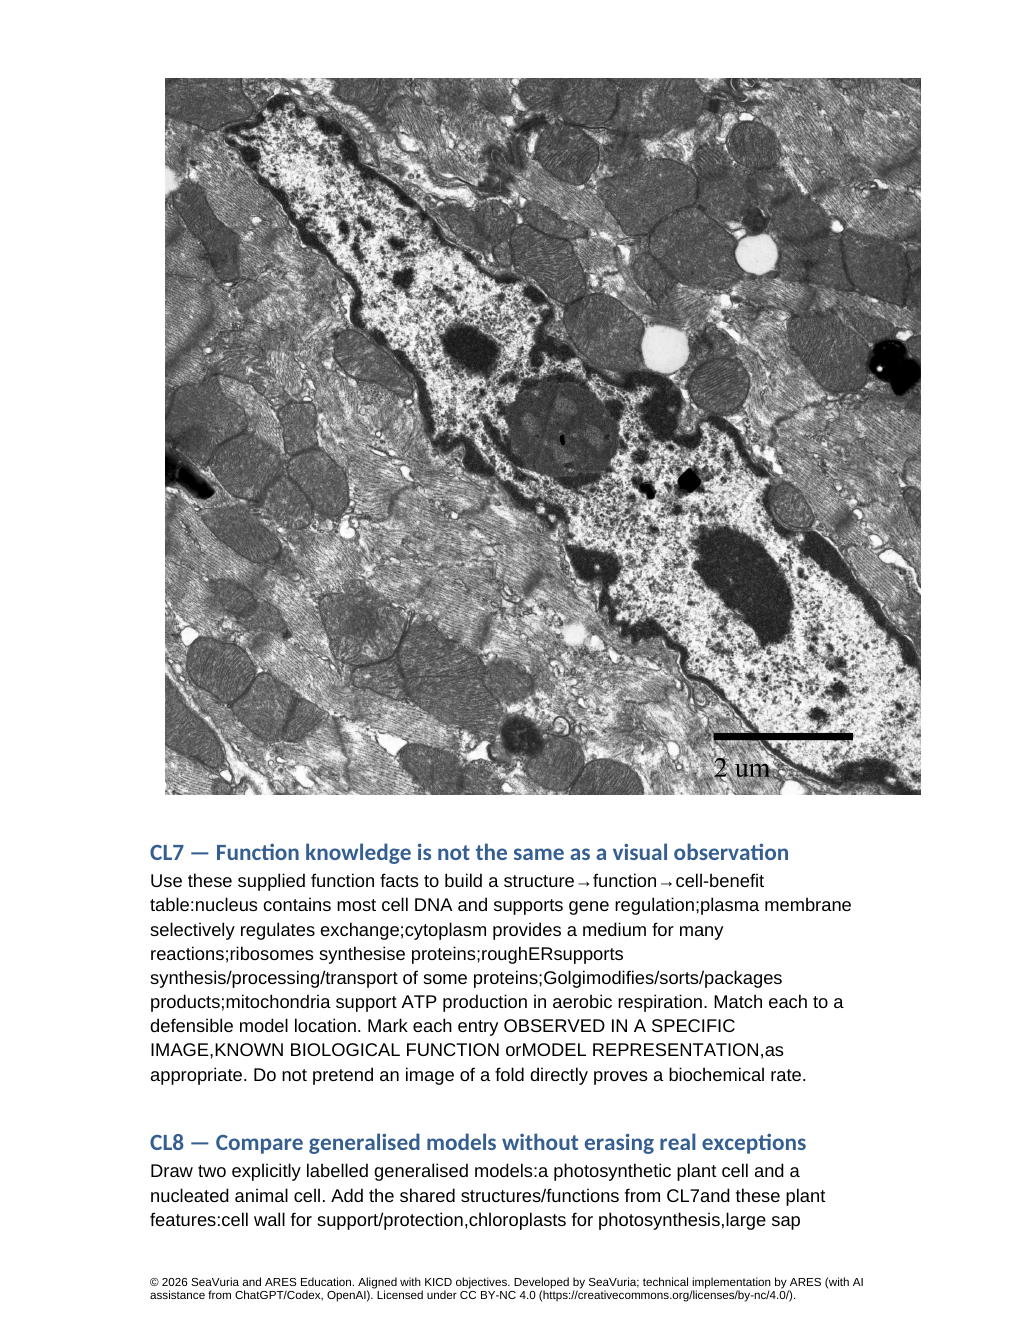 2 um
CL7 — Function knowledge is not the same as a visual observation
Use these supplied function facts to build a structure→function→cell-benefit
table:nucleus contains most cell DNA and supports gene regulation;plasma membrane
selectively regulates exchange;cytoplasm provides a medium for many
reactions;ribosomes synthesise proteins;roughERsupports
synthesis/processing/transport of some proteins;Golgimodifies/sorts/packages
products;mitochondria support ATP production in aerobic respiration. Match each to a
defensible model location. Mark each entry OBSERVED IN A SPECIFIC
IMAGE,KNOWN BIOLOGICAL FUNCTION orMODEL REPRESENTATION,as
appropriate. Do not pretend an image of a fold directly proves a biochemical rate.
CL8 — Compare generalised models without erasing real exceptions
Draw two explicitly labelled generalised models:a photosynthetic plant cell and a
nucleated animal cell. Add the shared structures/functions from CL7and these plant
features:cell wall for support/protection,chloroplasts for photosynthesis,large sap
© 2026 SeaVuria and ARES Education. Aligned with KICD objectives. Developed by SeaVuria; technical implementation by ARES (with AI
assistance from ChatGPT/Codex, OpenAI). Licensed under CC BY-NC 4.0 (https://creativecommons.org/licenses/by-nc/4.0/).